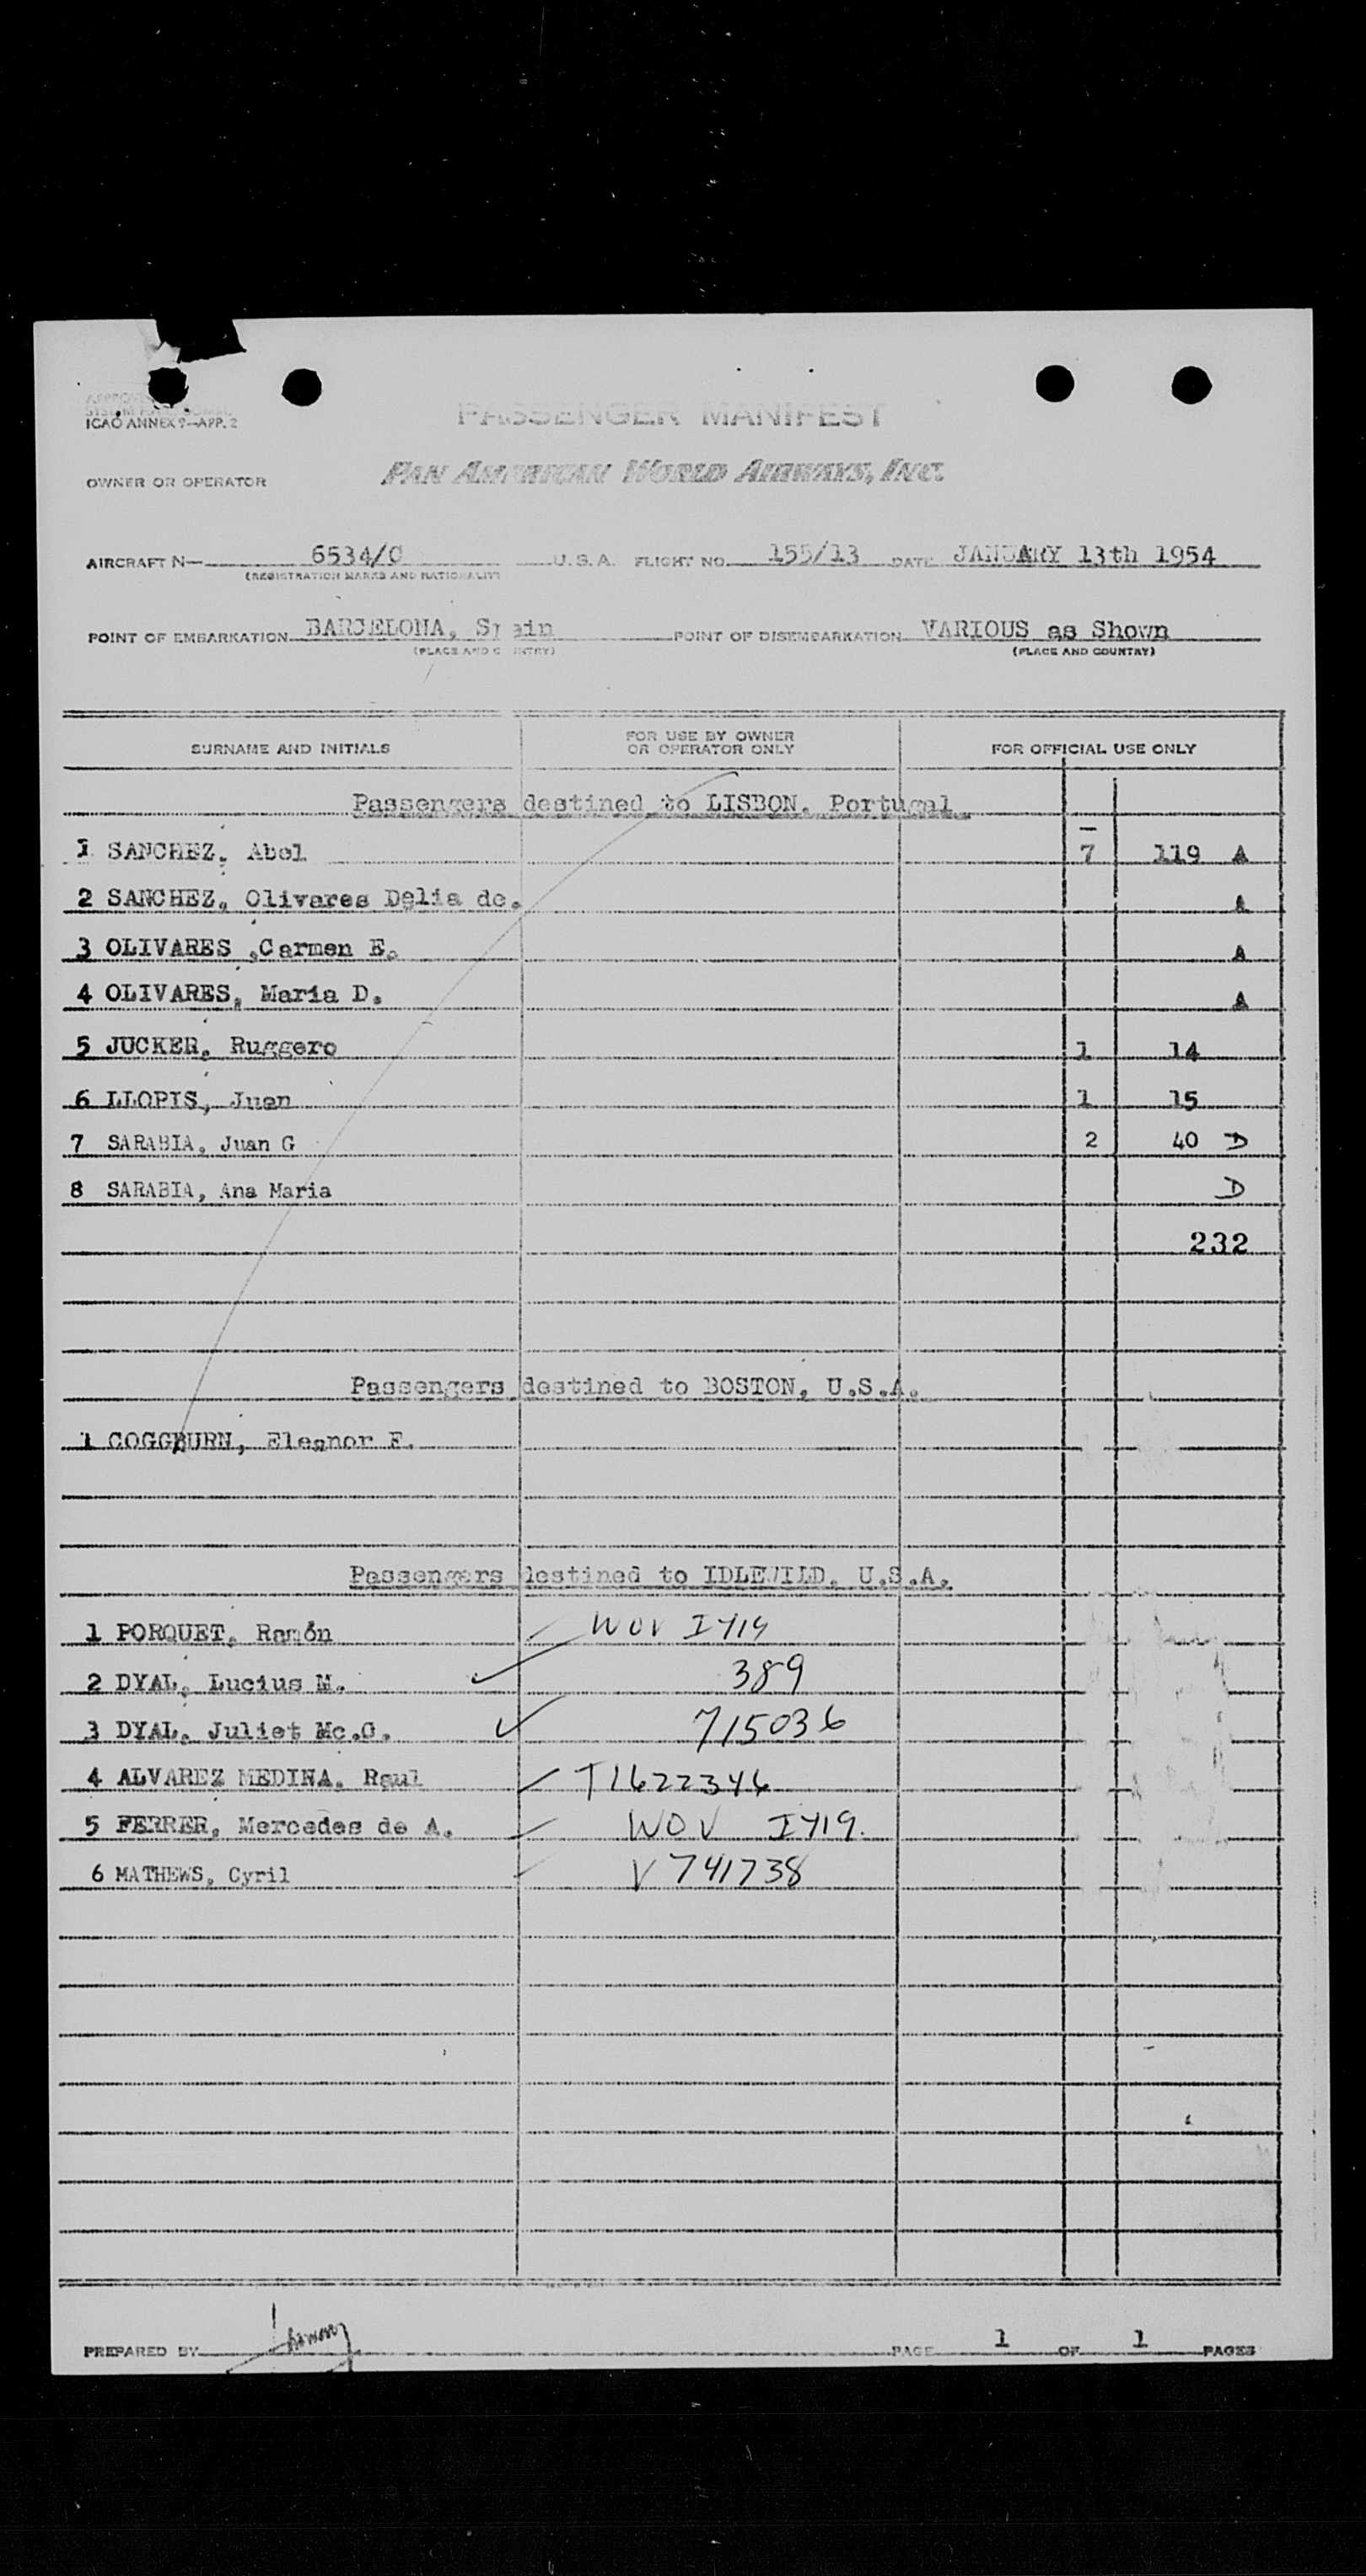 ICAO ANNEX 9—APP. 2
PASSENGER MANIFEST
OWNER OR OPERATOR PAN AMERICAN WORLD AIRWAYS, INC.
AIRCRAFT N— 6534/C U.S.A. FLIGHT NO. 155/13 DATE JANUARY 13th 1954
(REGISTRATION MARKS AND NATIONALITY)
POINT OF EMBARKATION BARCELONA, Spain POINT OF DISEMBARKATION VARIOUS as Shown
(PLACE AND COUNTRY) (PLACE AND COUNTRY)
SURNAME AND INITIALS FOR USE BY OWNER OR OPERATOR ONLY FOR OFFICIAL USE ONLY
Passengers destined to LISBON. Portugal.
1 SANCHEZ. Abel 7 119 A
2 SANCHEZ, Olivares Delia de. A
3 OLIVARES ,Carmen E. A
4 OLIVARES, Maria D. A
5 JUCKER, Ruggero 1 14
6 LLOPIS, Juan 1 15
7 SARABIA, Juan G 2 40 D
8 SARABIA, Ana Maria D
232
Passengers destined to BOSTON, U.S.A.
1 COGGBURN, Eleanor F.
Passengers destined to IDLEWILD, U.S.A.
1 PORQUET, Ramón WOV I419
2 DYAL, Lucius M. 389
3 DYAL, Juliet Mc.G. 715036
4 ALVAREZ MEDINA, Raul T1622346
5 FERRER, Mercedes de A. WOV I419.
6 MATHEWS, Cyril V741738
PREPARED BY PAGE 1 OF 1 PAGES